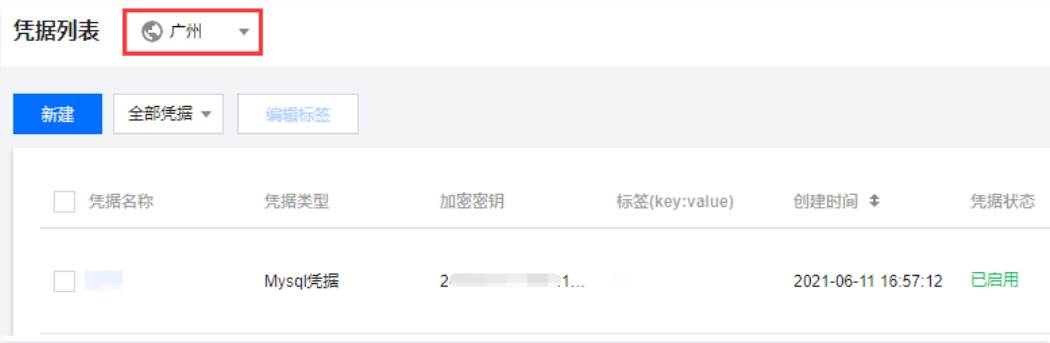 凭据列表 广州
新建 全部凭据 编辑标签
凭据名称 凭据类型 加密密钥 标签(key:value) 创建时间 凭据状态
Mysql凭据 2 1... 2021-06-11 16:57:12 已启用